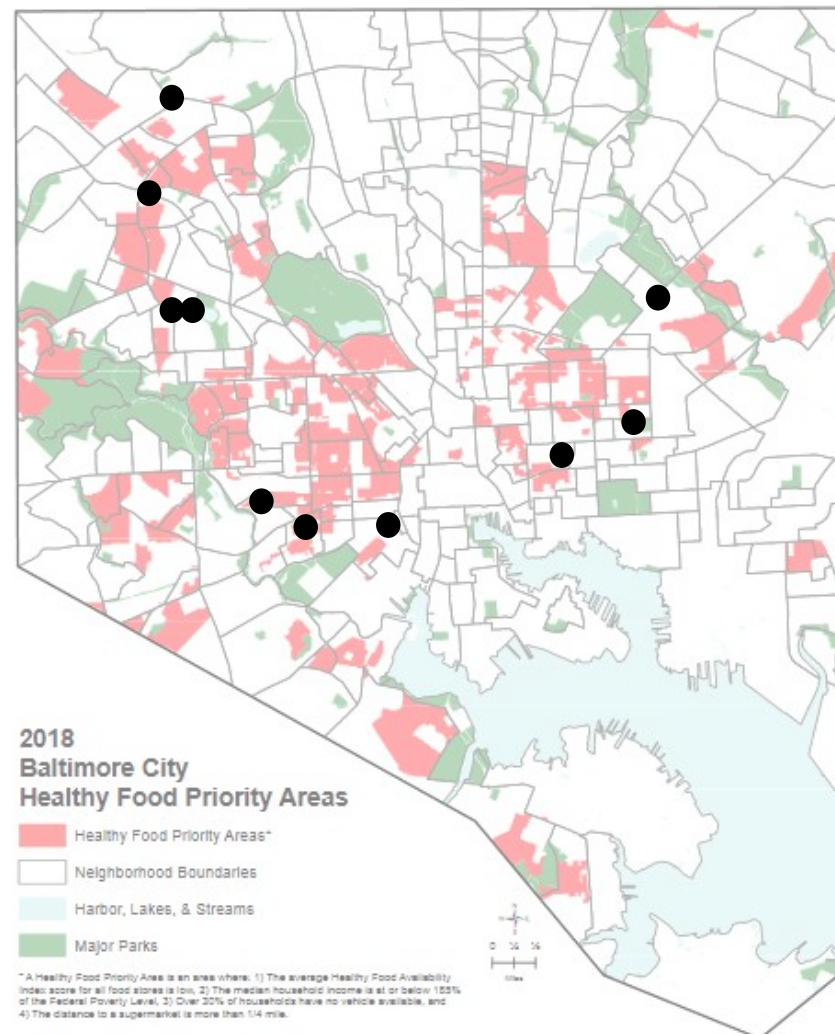 2018
Baltimore City
Healthy Food Priority Areas
Healthy Food Priority Areas*
Neighborhood Boundaries
Harbor, Lakes, & Streams
Major Parks
* A Healthy Food Priority Area is an area where: 1) The average Healthy Food Availability
Index score for all food stores is low, 2) The median household income is at or below 185%
of the Federal Poverty Level, 3) Over 30% of households have no vehicle available, and
4) The distance to a supermarket is more than 1/4 mile.
Miles